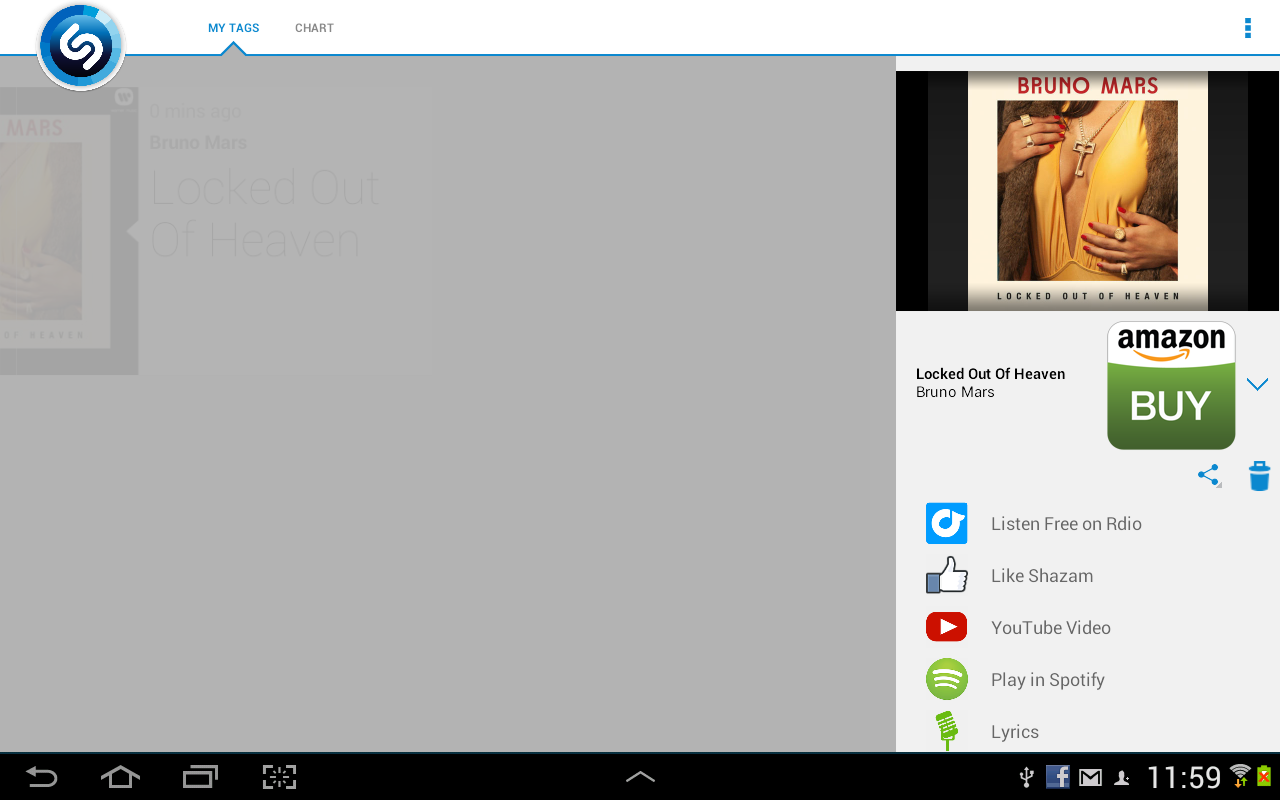 MY TAGS
CHART
0 mins ago
Bruno Mars
Locked Out
Of Heaven
MARS
OF HEAVEN
BRUNO MARS
LOCKED OUT OF HEAVEN
Locked Out Of Heaven
Bruno Mars
amazon
BUY
Listen Free on Rdio
Like Shazam
YouTube Video
Play in Spotify
Lyrics
11:59